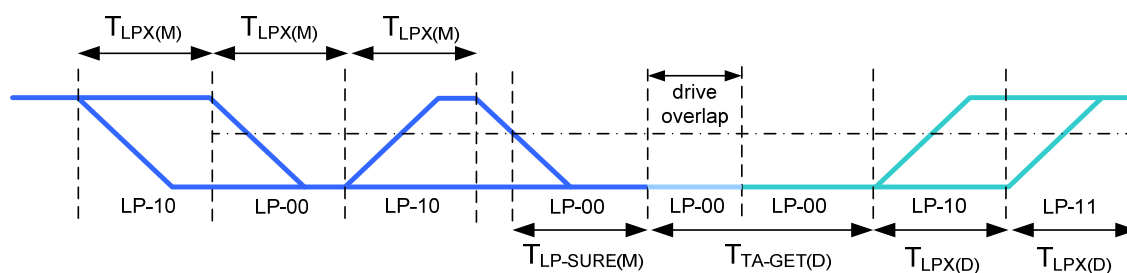 TLPX(M) TLPX(M) TLPX(M)
drive
overlap
LP-10 LP-00 LP-10 LP-00 LP-00 LP-00 LP-10 LP-11
TLP-SURE(M) TTA-GET(D) TLPX(D) TLPX(D)